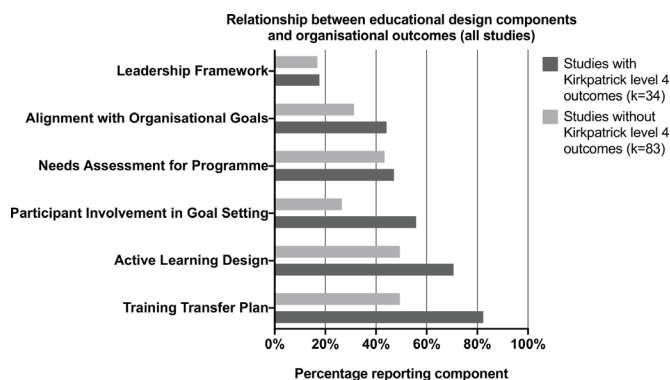 Relationship between educational design components
and organisational outcomes (all studies)
Leadership Framework
Alignment with Organisational Goals
Needs Assessment for Programme
Participant Involvement in Goal Setting
Active Learning Design
Training Transfer Plan
0% 20% 40% 60% 80% 100%
Percentage reporting component
Studies with
Kirkpatrick level 4
outcomes (k=34)
Studies without
Kirkpatrick level 4
outcomes (k=83)